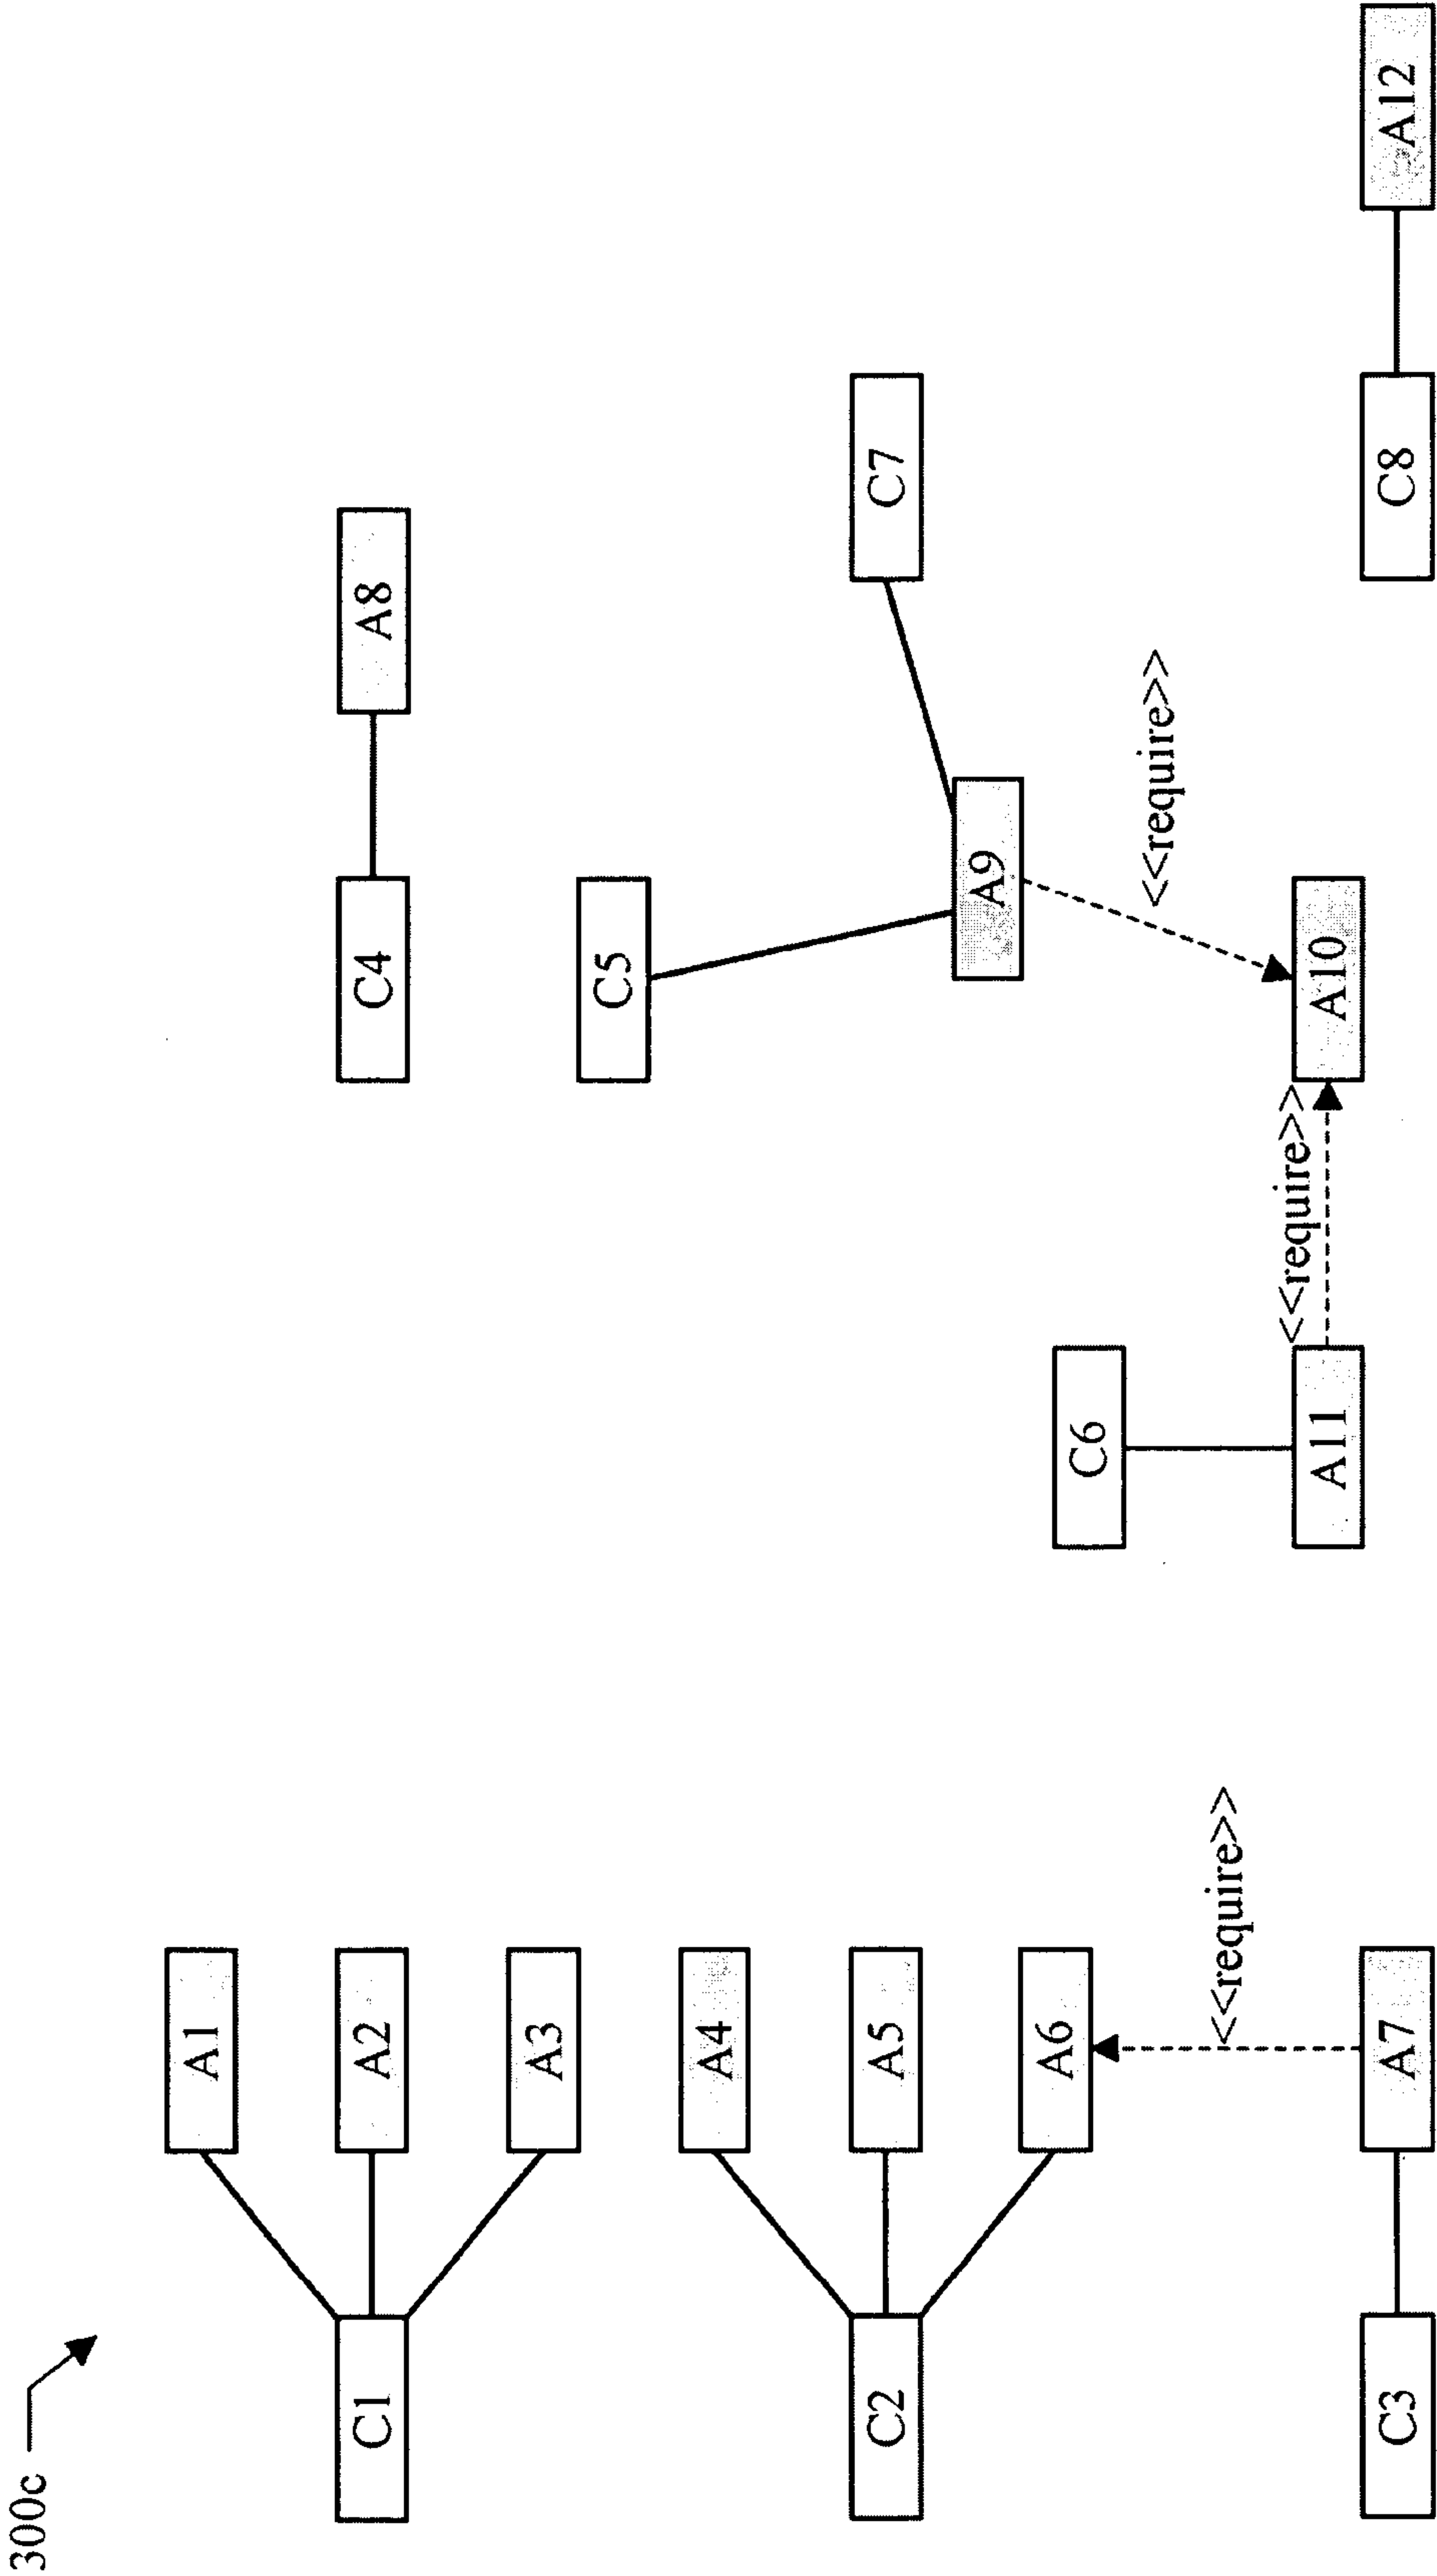 300c
A1
C1 A2 C4 A8
A3
C5
A4
C2 A5 C7
A9
A6
C6
<<require>>
<<require>>
<<require>>
A11 A10
C3 A7 C8 A12